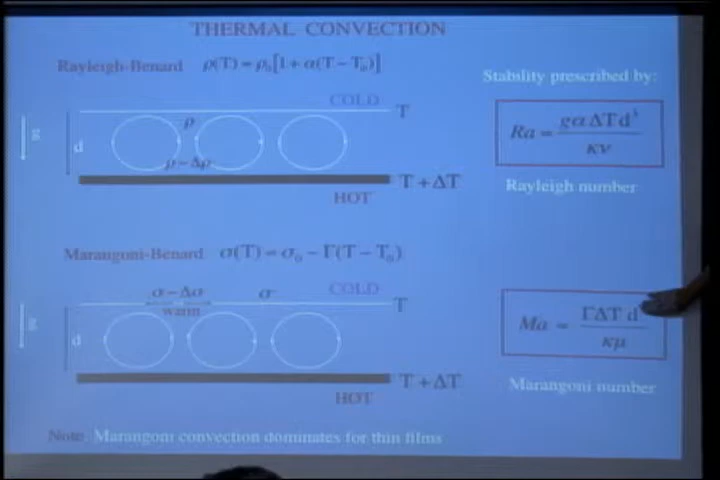 THERMAL CONVECTION
Rayleigh-Benard ρ(T) = ρ₀[1 + α(T − T₀)]
Stability prescribed by:
COLD
T
ρ
g
d
ρ − Δρ
T + ΔT
HOT
Ra = gαΔTd³ / κν
Rayleigh number
Marangoni-Benard σ(T) = σ₀ − Γ(T − T₀)
σ − Δσ
σ
COLD
T
warm
g
d
T + ΔT
HOT
Ma = ΓΔT d / κμ
Marangoni number
Note: Marangoni convection dominates for thin films